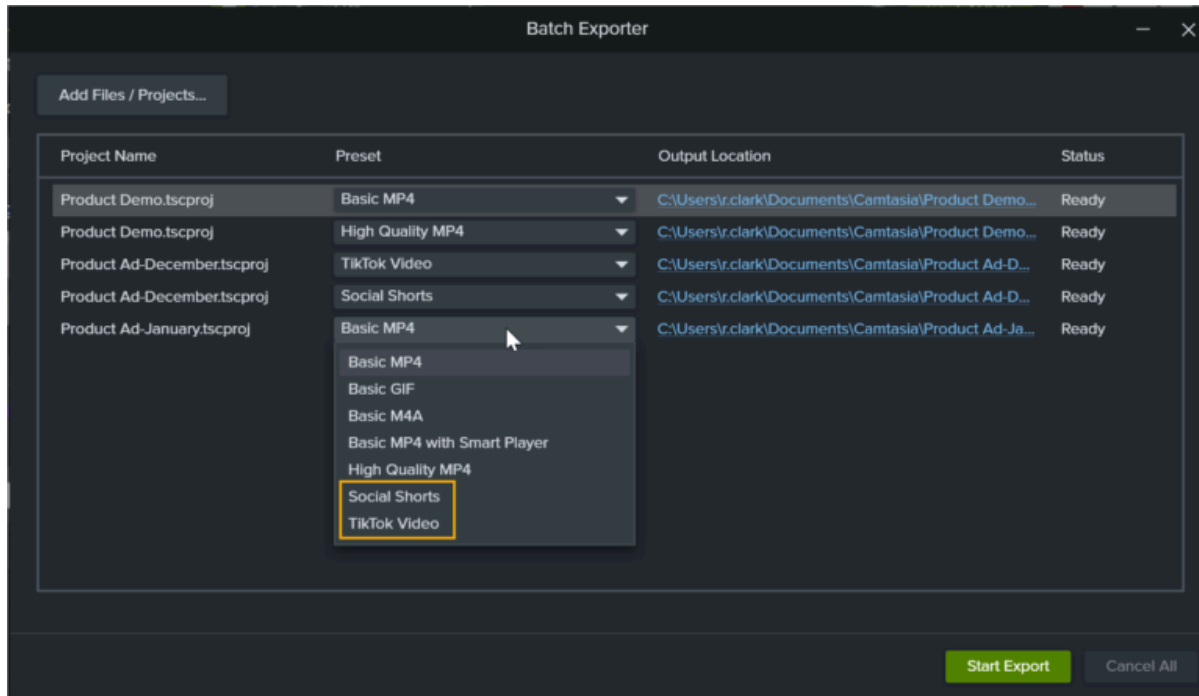 Batch Exporter
Add Files / Projects...
Project Name Preset Output Location Status
Product Demo.tscproj Basic MP4 C:\Users\r.clark\Documents\Camtasia\Product Demo... Ready
Product Demo.tscproj High Quality MP4 C:\Users\r.clark\Documents\Camtasia\Product Demo... Ready
Product Ad-December.tscproj TikTok Video C:\Users\r.clark\Documents\Camtasia\Product Ad-D... Ready
Product Ad-December.tscproj Social Shorts C:\Users\r.clark\Documents\Camtasia\Product Ad-D... Ready
Product Ad-January.tscproj Basic MP4 C:\Users\r.clark\Documents\Camtasia\Product Ad-Ja... Ready
Basic MP4
Basic GIF
Basic M4A
Basic MP4 with Smart Player
High Quality MP4
Social Shorts
TikTok Video
Start Export Cancel All